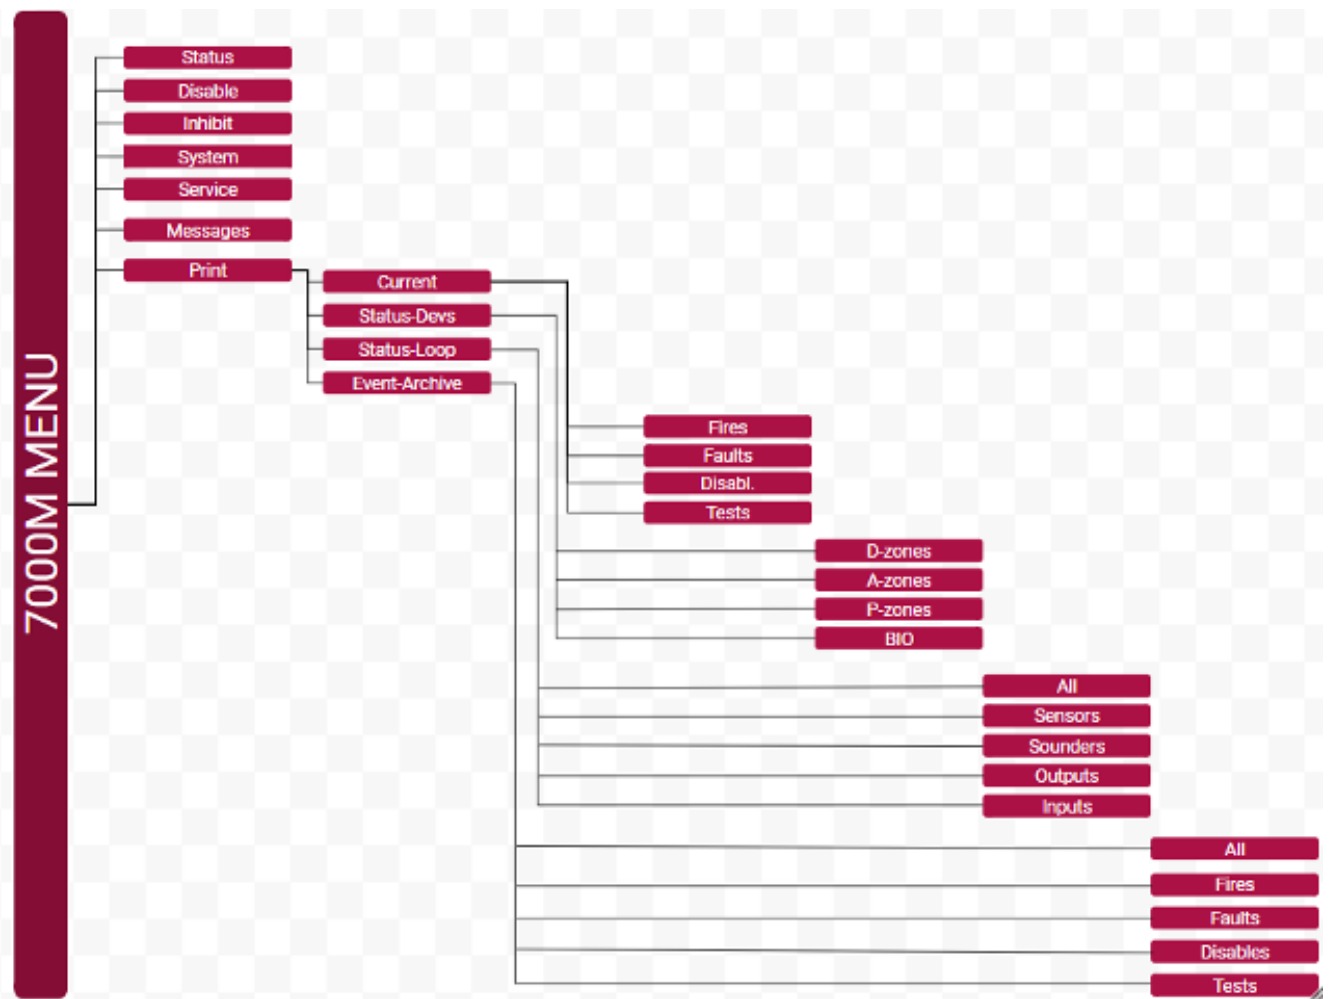 7000M MENU
Status
Disable
Inhibit
System
Service
Messages
Print
Current
Status-Devs
Status-Loop
Event-Archive
Fires
Faults
Disabl.
Tests
D-zones
A-zones
P-zones
BIO
All
Sensors
Sounders
Outputs
Inputs
All
Fires
Faults
Disables
Tests